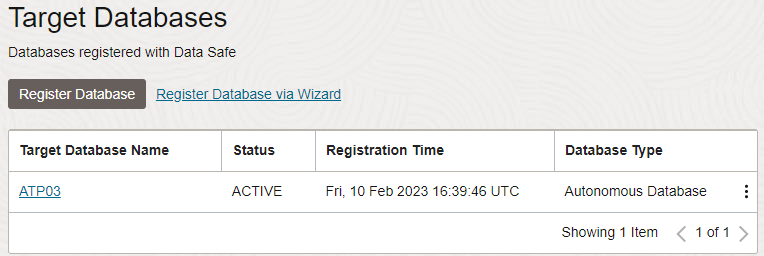 Target Databases
Databases registered with Data Safe
Register Database Register Database via Wizard
Target Database Name Status Registration Time Database Type
ATP03 ACTIVE Fri, 10 Feb 2023 16:39:46 UTC Autonomous Database
Showing 1 Item 1 of 1